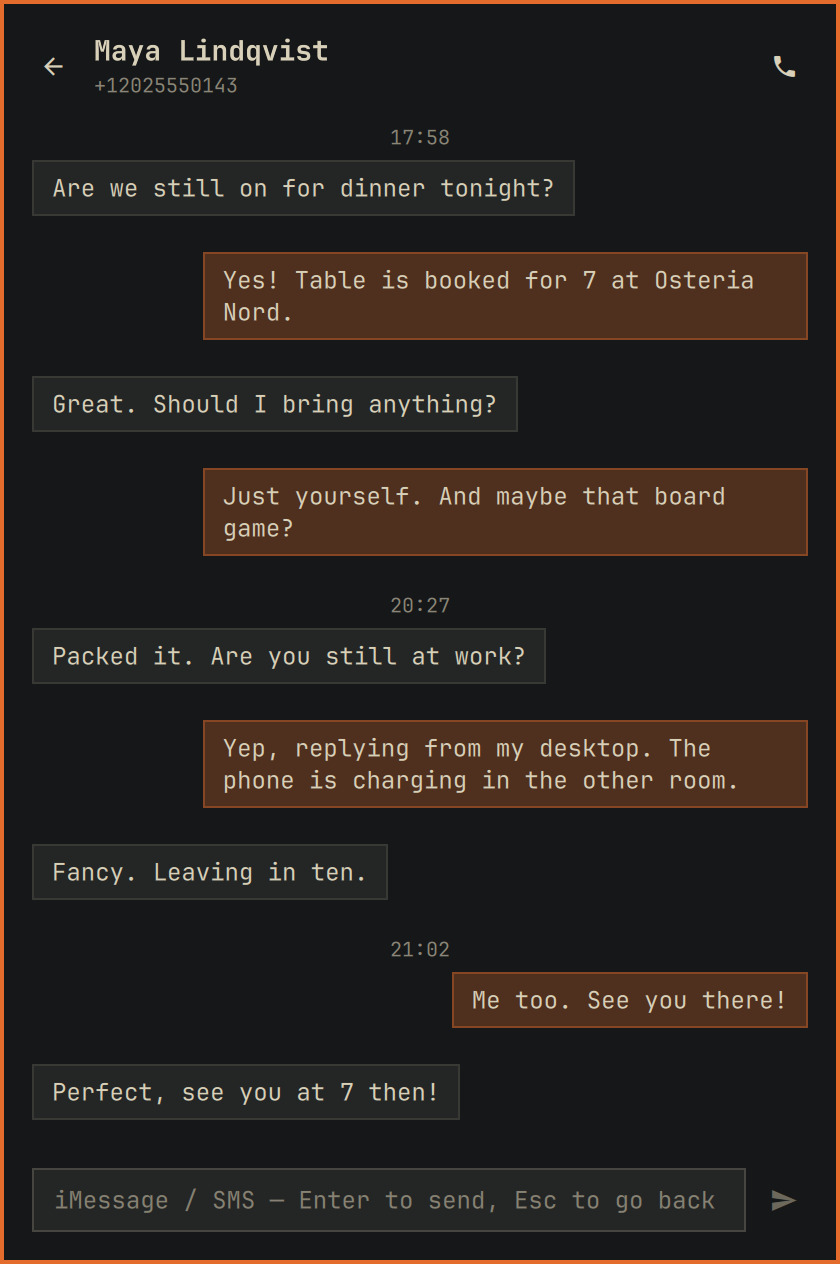 Maya Lindqvist
+12025550143
17:58
Are we still on for dinner tonight?
Yes! Table is booked for 7 at Osteria
Nord.
Great. Should I bring anything?
Just yourself. And maybe that board
game?
20:27
Packed it. Are you still at work?
Yep, replying from my desktop. The
phone is charging in the other room.
Fancy. Leaving in ten.
21:02
Me too. See you there!
Perfect, see you at 7 then!
iMessage / SMS — Enter to send, Esc to go back